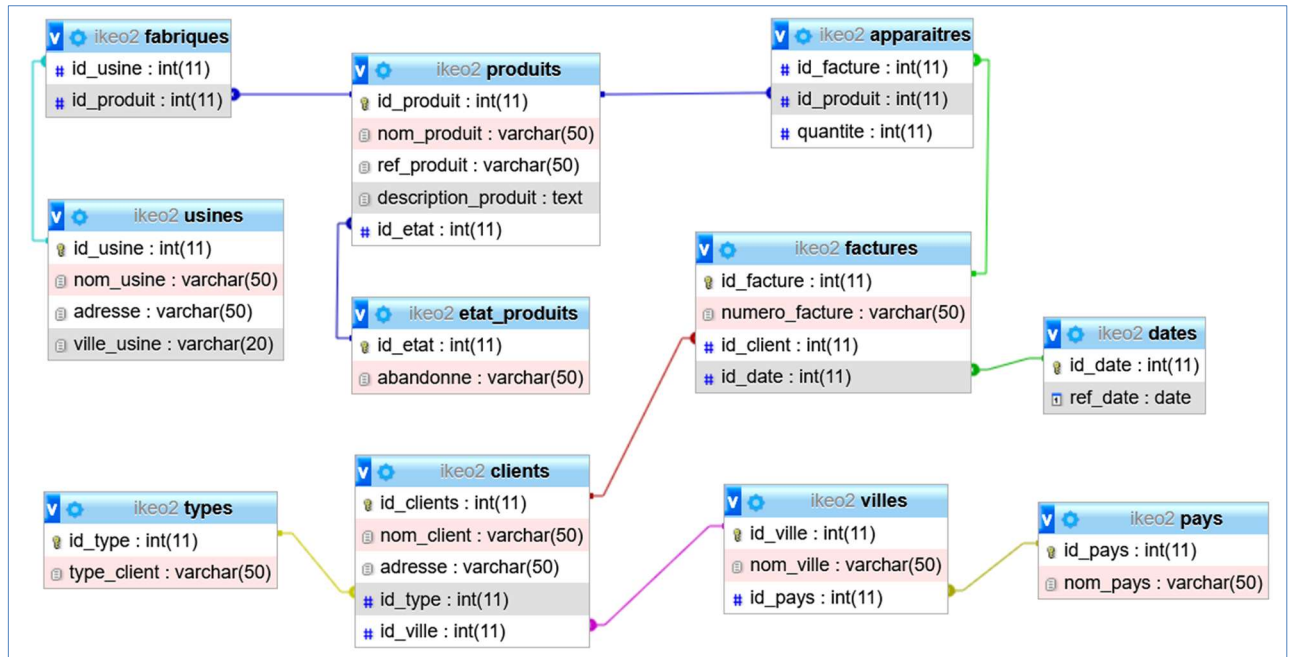 ikeo2 fabriques
id_usine : int(11)
id_produit : int(11)
ikeo2 produits
id_produit : int(11)
nom_produit : varchar(50)
ref_produit : varchar(50)
description_produit : text
id_etat : int(11)
ikeo2 apparaitres
id_facture : int(11)
id_produit : int(11)
quantite : int(11)
ikeo2 usines
id_usine : int(11)
nom_usine : varchar(50)
adresse : varchar(50)
ville_usine : varchar(20)
ikeo2 etat_produits
id_etat : int(11)
abandonne : varchar(50)
ikeo2 factures
id_facture : int(11)
numero_facture : varchar(50)
id_client : int(11)
id_date : int(11)
ikeo2 dates
id_date : int(11)
ref_date : date
ikeo2 types
id_type : int(11)
type_client : varchar(50)
ikeo2 clients
id_clients : int(11)
nom_client : varchar(50)
adresse : varchar(50)
id_type : int(11)
id_ville : int(11)
ikeo2 villes
id_ville : int(11)
nom_ville : varchar(50)
id_pays : int(11)
ikeo2 pays
id_pays : int(11)
nom_pays : varchar(50)